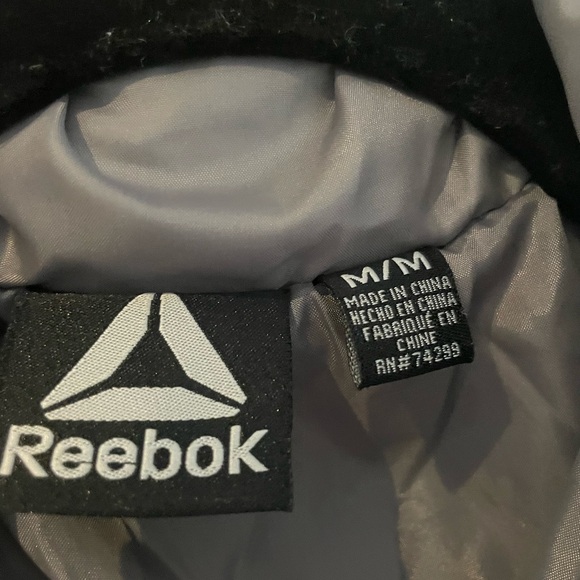 Reebok
M/M
MADE IN CHINA
HECHO EN CHINA
FABRIQUÉ EN
CHINE
RN#74299